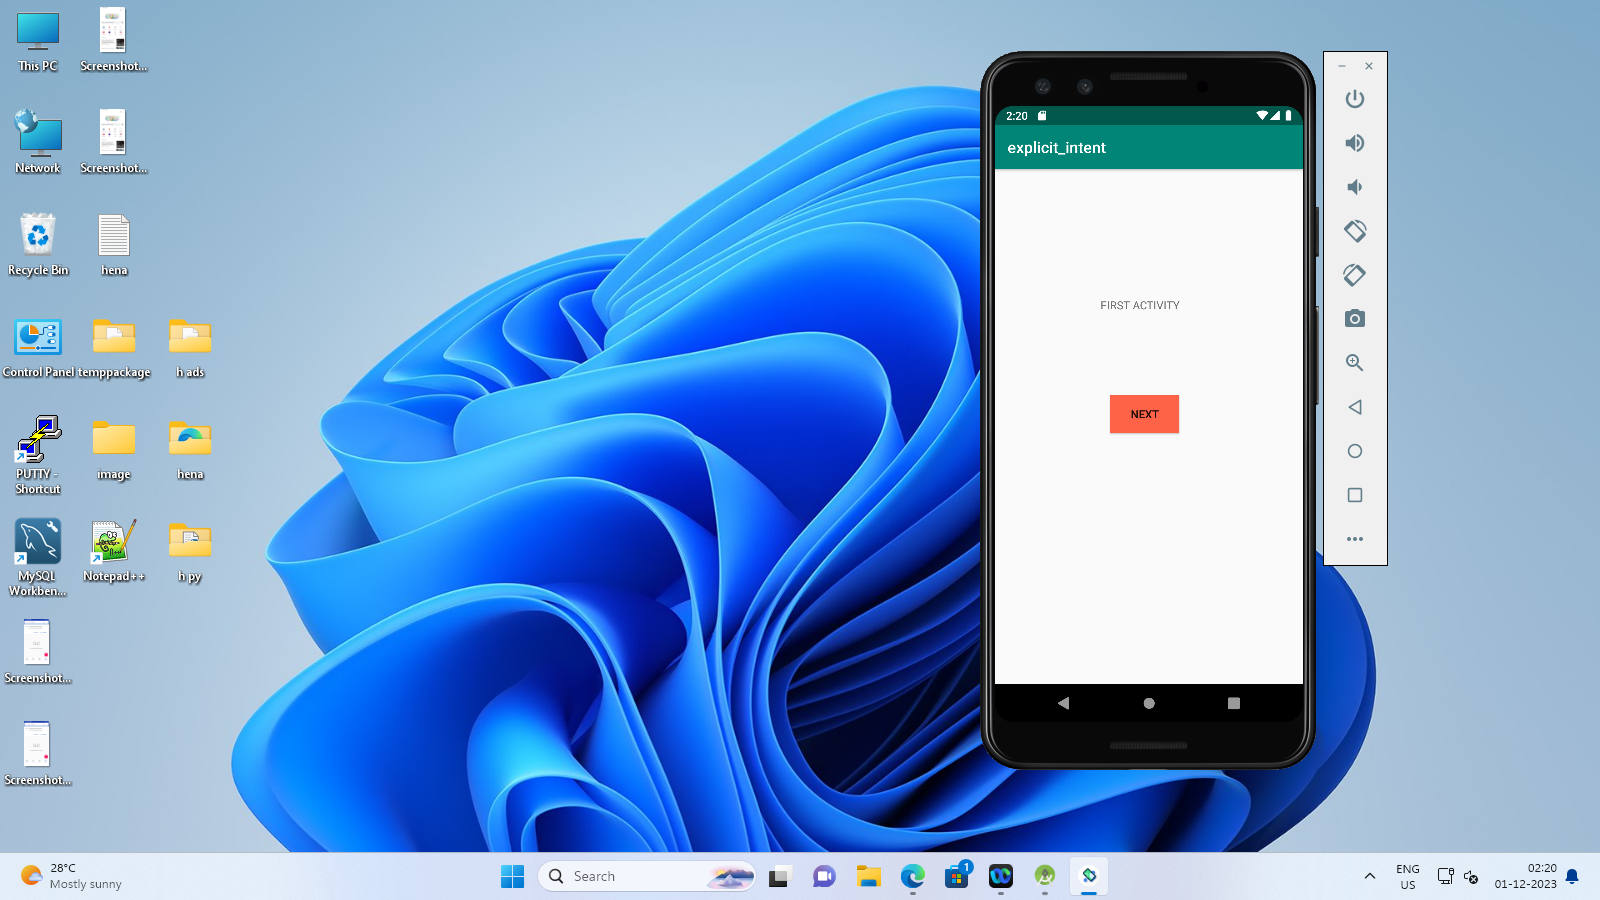 This PC
Screenshot...
Network
Screenshot...
Recycle Bin
hena
Control Panel
temppackage
h ads
PUTTY -
Shortcut
image
hena
MySQL
Workben...
Notepad++
h py
Screenshot...
Screenshot...
2:20
explicit_intent
FIRST ACTIVITY
NEXT
28°C
Mostly sunny
Search
1
ENG
US
02:20
01-12-2023